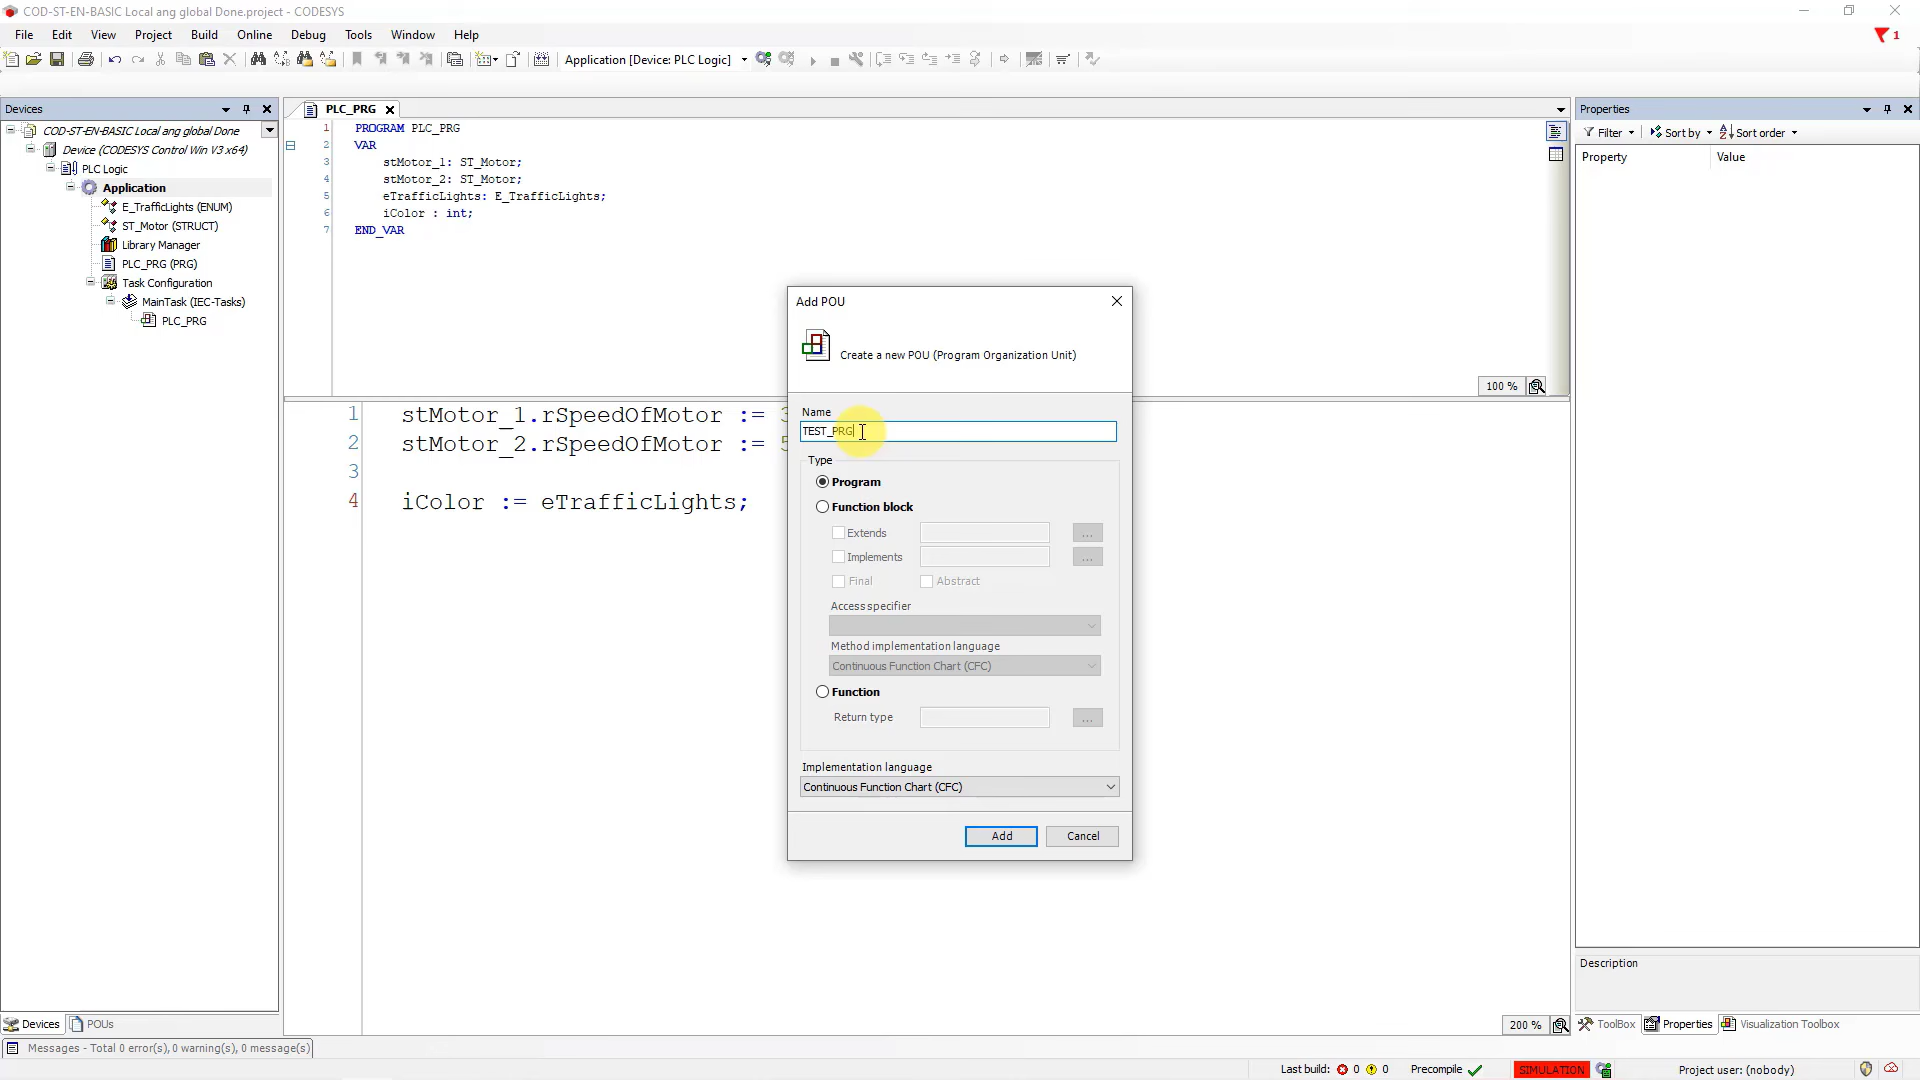 COD-ST-EN-BASIC Local ang global Done.project - CODESYS
File Edit View Project Build Online Debug Tools Window Help
1
Application [Device: PLC Logic]
Devices
COD-ST-EN-BASIC Local ang global Done
Device (CODESYS Control Win V3 x64)
PLC Logic
Application
E_TrafficLights (ENUM)
ST_Motor (STRUCT)
Library Manager
PLC_PRG (PRG)
Task Configuration
MainTask (IEC-Tasks)
PLC_PRG
Devices POUs
PLC_PRG
1 PROGRAM PLC_PRG
2 VAR
3 stMotor_1: ST_Motor;
4 stMotor_2: ST_Motor;
5 eTrafficLights: E_TrafficLights;
6 iColor : int;
7 END_VAR
100 %
1 stMotor_1.rSpeedOfMotor :=
2 stMotor_2.rSpeedOfMotor :=
3
4 iColor := eTrafficLights;
200 %
Add POU
Create a new POU (Program Organization Unit)
Name
TEST_PRG
Type
Program
Function block
Extends ...
Implements ...
Final Abstract
Access specifier
Method implementation language
Continuous Function Chart (CFC)
Function
Return type ...
Implementation language
Continuous Function Chart (CFC)
Add Cancel
Properties
Filter Sort by Sort order
Property Value
Description
ToolBox Properties Visualization Toolbox
Messages - Total 0 error(s), 0 warning(s), 0 message(s)
Last build: 0 0 Precompile SIMULATION Project user: (nobody)